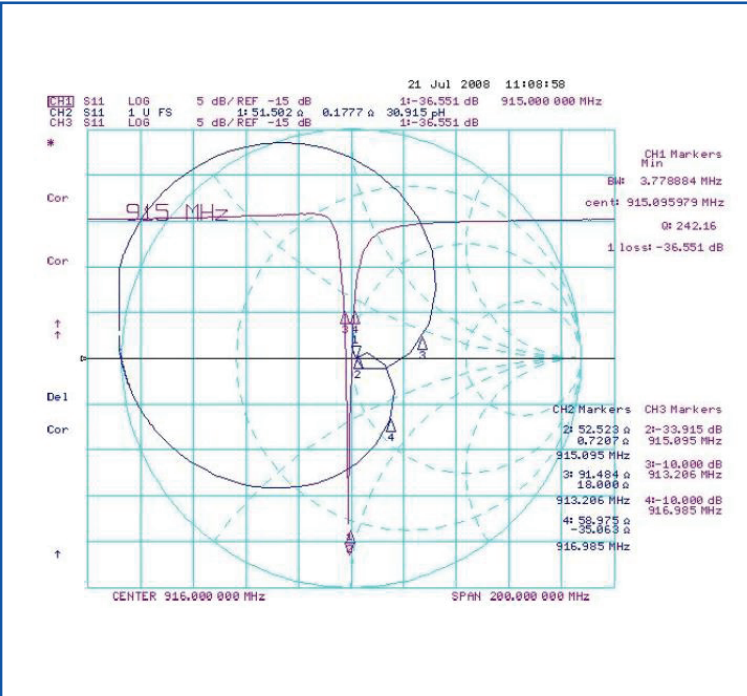 21 Jul 2008 11:08:58
CH1 S11 LOG 5 dB/REF -15 dB 1:-36.551 dB 915.000 000 MHz
CH2 S11 1 U FS 1:51.502 Ω 0.1777 Ω 30.915 pH
CH3 S11 LOG 5 dB/REF -15 dB 1:-36.551 dB
*
CH1 Markers
Min
BW: 3.778884 MHz
cent: 915.095979 MHz
Q: 242.16
1 loss: -36.551 dB
Cor
915 MHz
Cor
↑
↑
3 4
1
2
3
Del
Cor
4
CH2 Markers CH3 Markers
2: 52.523 Ω 2:-33.915 dB
0.7207 Ω 915.095 MHz
915.095 MHz
3: 91.484 Ω 3:-10.000 dB
18.000 Ω 913.206 MHz
913.206 MHz 4:-10.000 dB
4: 58.975 Ω 916.985 MHz
-35.063 Ω
916.985 MHz
↑
CENTER 916.000 000 MHz SPAN 200.000 000 MHz